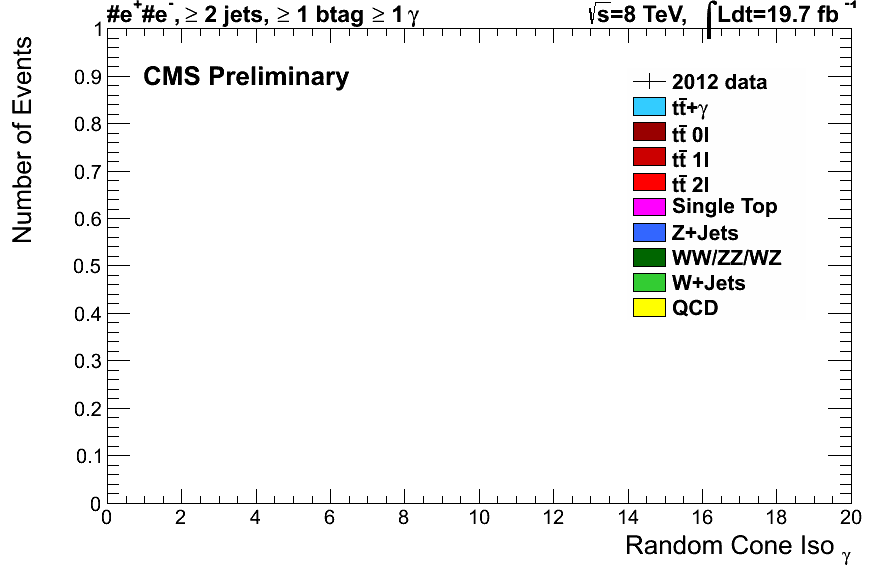 #e⁺#e⁻, ≥ 2 jets, ≥ 1 btag ≥ 1 γ
√s=8 TeV, ∫Ldt=19.7 fb⁻¹
CMS Preliminary
2012 data
tt̄+γ
tt̄ 0l
tt̄ 1l
tt̄ 2l
Single Top
Z+Jets
WW/ZZ/WZ
W+Jets
QCD
Number of Events
1
0.9
0.8
0.7
0.6
0.5
0.4
0.3
0.2
0.1
0
0 2 4 6 8 10 12 14 16 18 20
Random Cone Iso γ